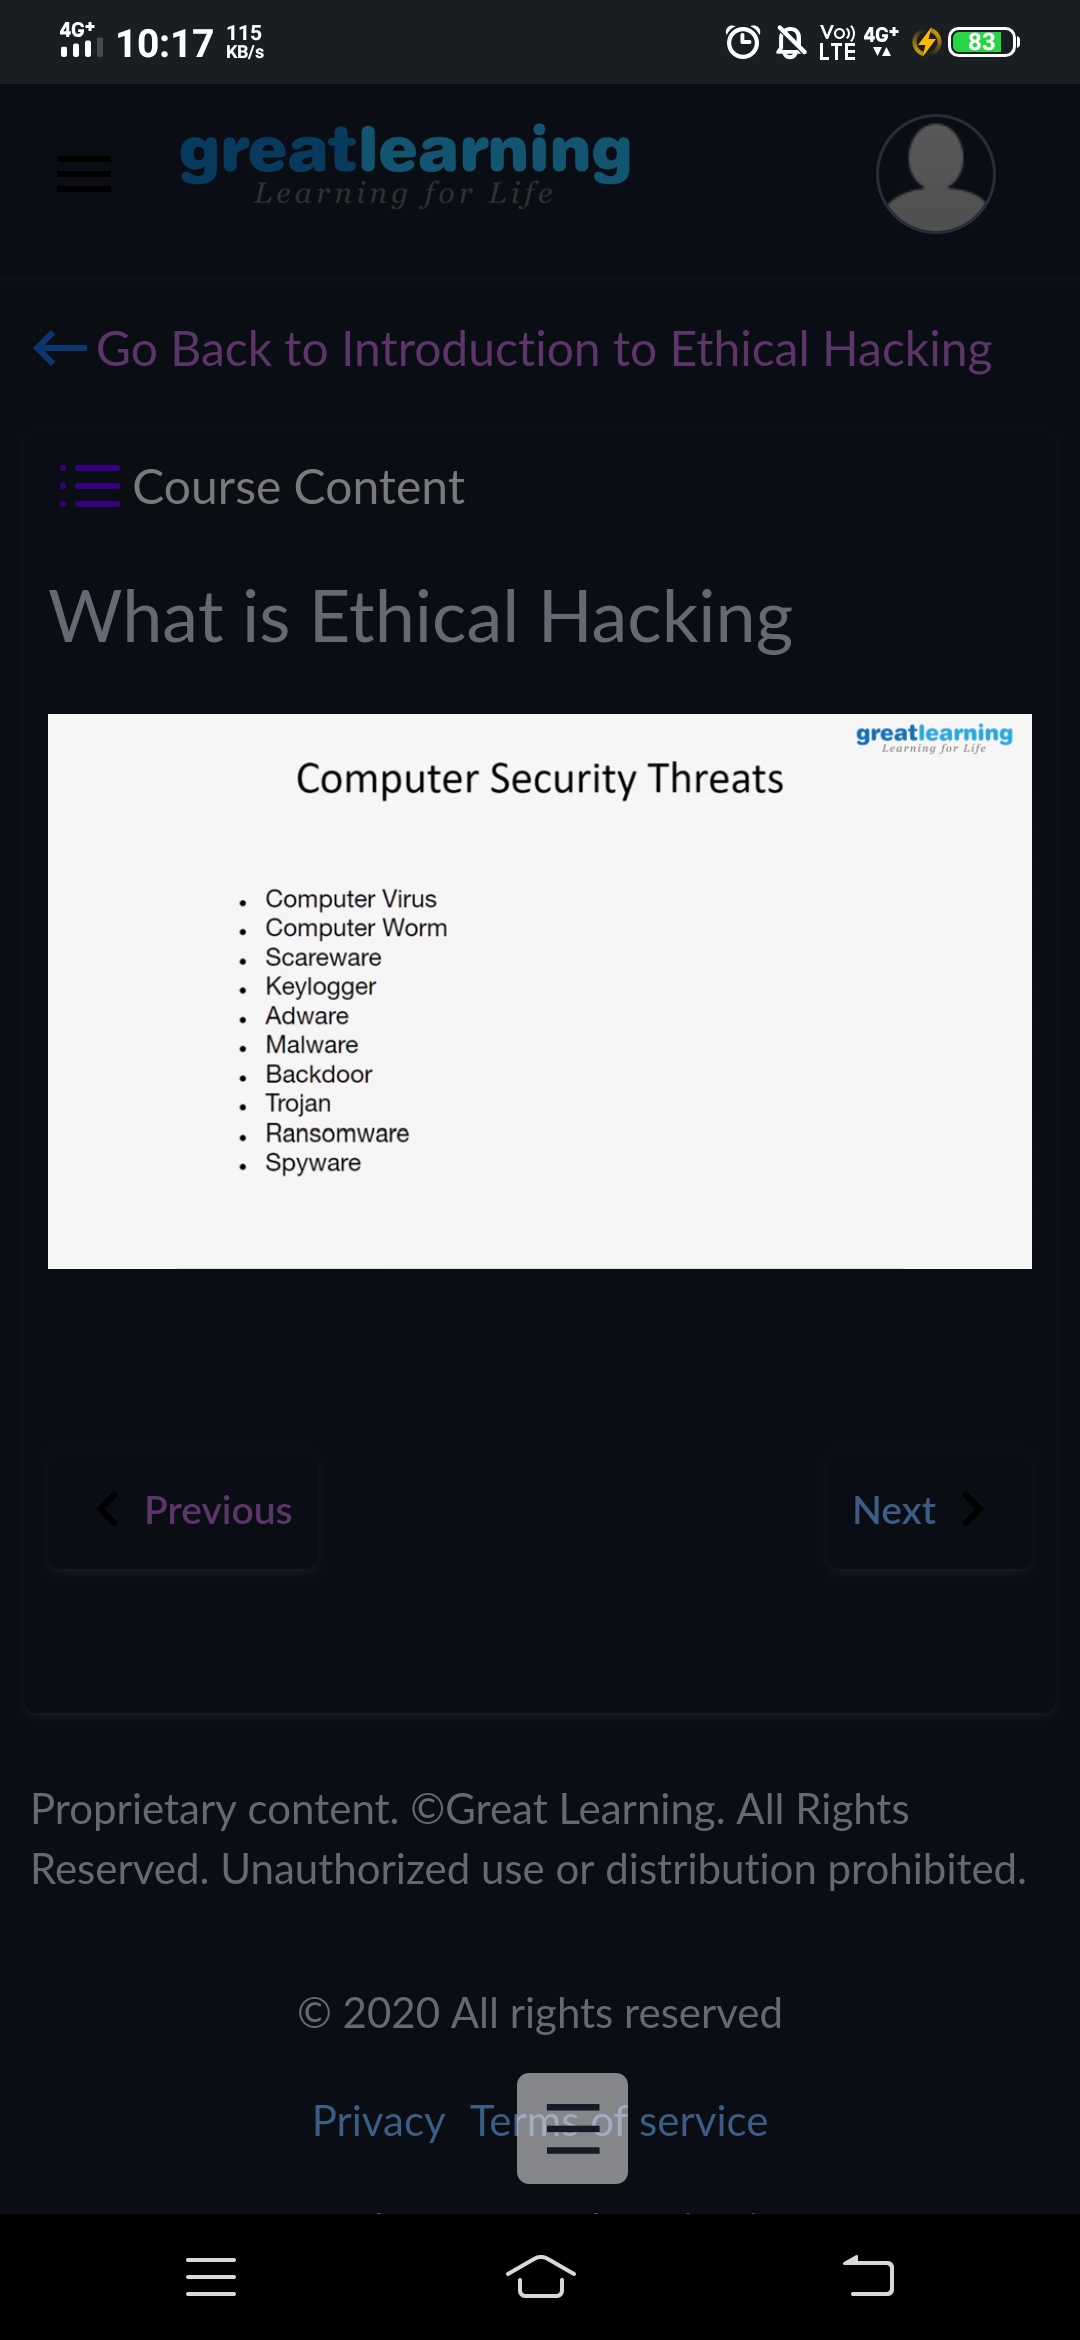 4G+ 10:17 115 KB/s Vo)) LTE 4G+ 83
greatlearning
Learning for Life
Go Back to Introduction to Ethical Hacking
Course Content
What is Ethical Hacking
greatlearning
Learning for Life
Computer Security Threats
• Computer Virus
• Computer Worm
• Scareware
• Keylogger
• Adware
• Malware
• Backdoor
• Trojan
• Ransomware
• Spyware
Previous
Next
Proprietary content. ©Great Learning. All Rights
Reserved. Unauthorized use or distribution prohibited.
© 2020 All rights reserved
Privacy Terms of service